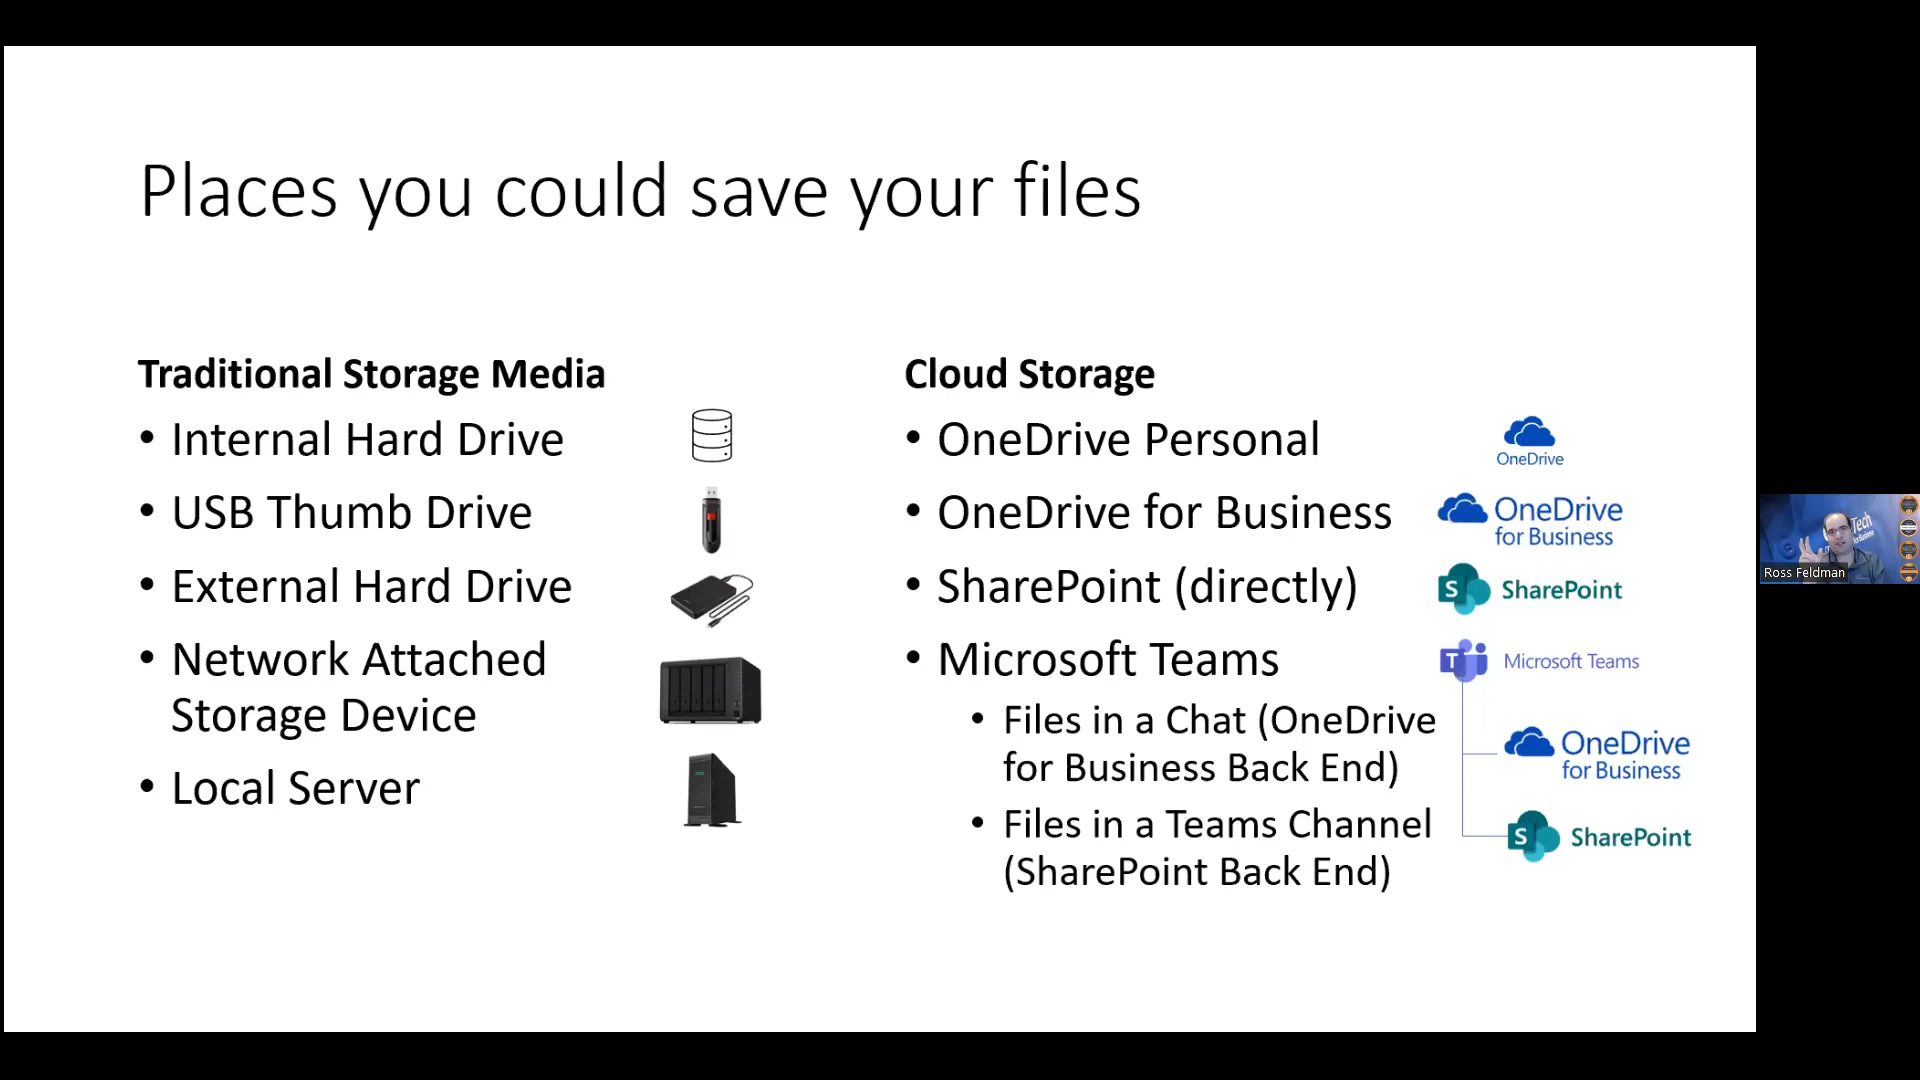 Places you could save your files
Traditional Storage Media
• Internal Hard Drive
• USB Thumb Drive
• External Hard Drive
• Network Attached
Storage Device
• Local Server
Cloud Storage
• OneDrive Personal
• OneDrive for Business
• SharePoint (directly)
• Microsoft Teams
• Files in a Chat (OneDrive
for Business Back End)
• Files in a Teams Channel
(SharePoint Back End)
OneDrive
OneDrive
for Business
S SharePoint
T Microsoft Teams
OneDrive
for Business
S SharePoint
Tech
for Business
Ross Feldman